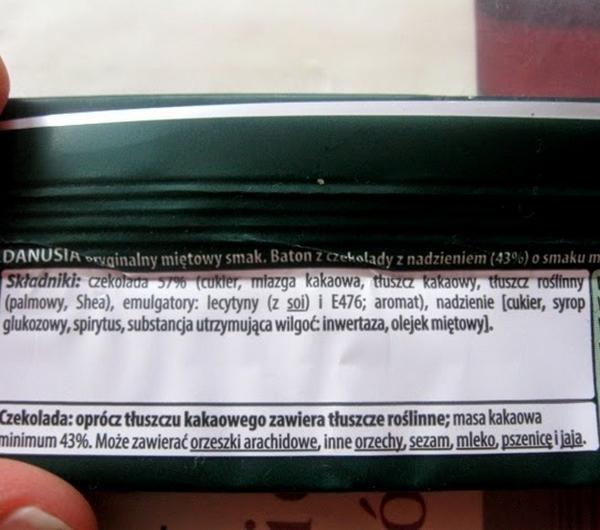 DANUSIA oryginalny miętowy smak. Baton z czekolady z nadzieniem (43%) o smaku m
Składniki: czekolada 57% (cukier, miazga kakaowa, tłuszcz kakaowy, tłuszcz roślinny
(palmowy, Shea), emulgatory: lecytyny (z soi) i E476; aromat), nadzienie [cukier, syrop
glukozowy, spirytus, substancja utrzymująca wilgoć: inwertaza, olejek miętowy].
Czekolada: oprócz tłuszczu kakaowego zawiera tłuszcze roślinne; masa kakaowa
minimum 43%. Może zawierać orzeszki arachidowe, inne orzechy, sezam, mleko, pszenicę i jaja.